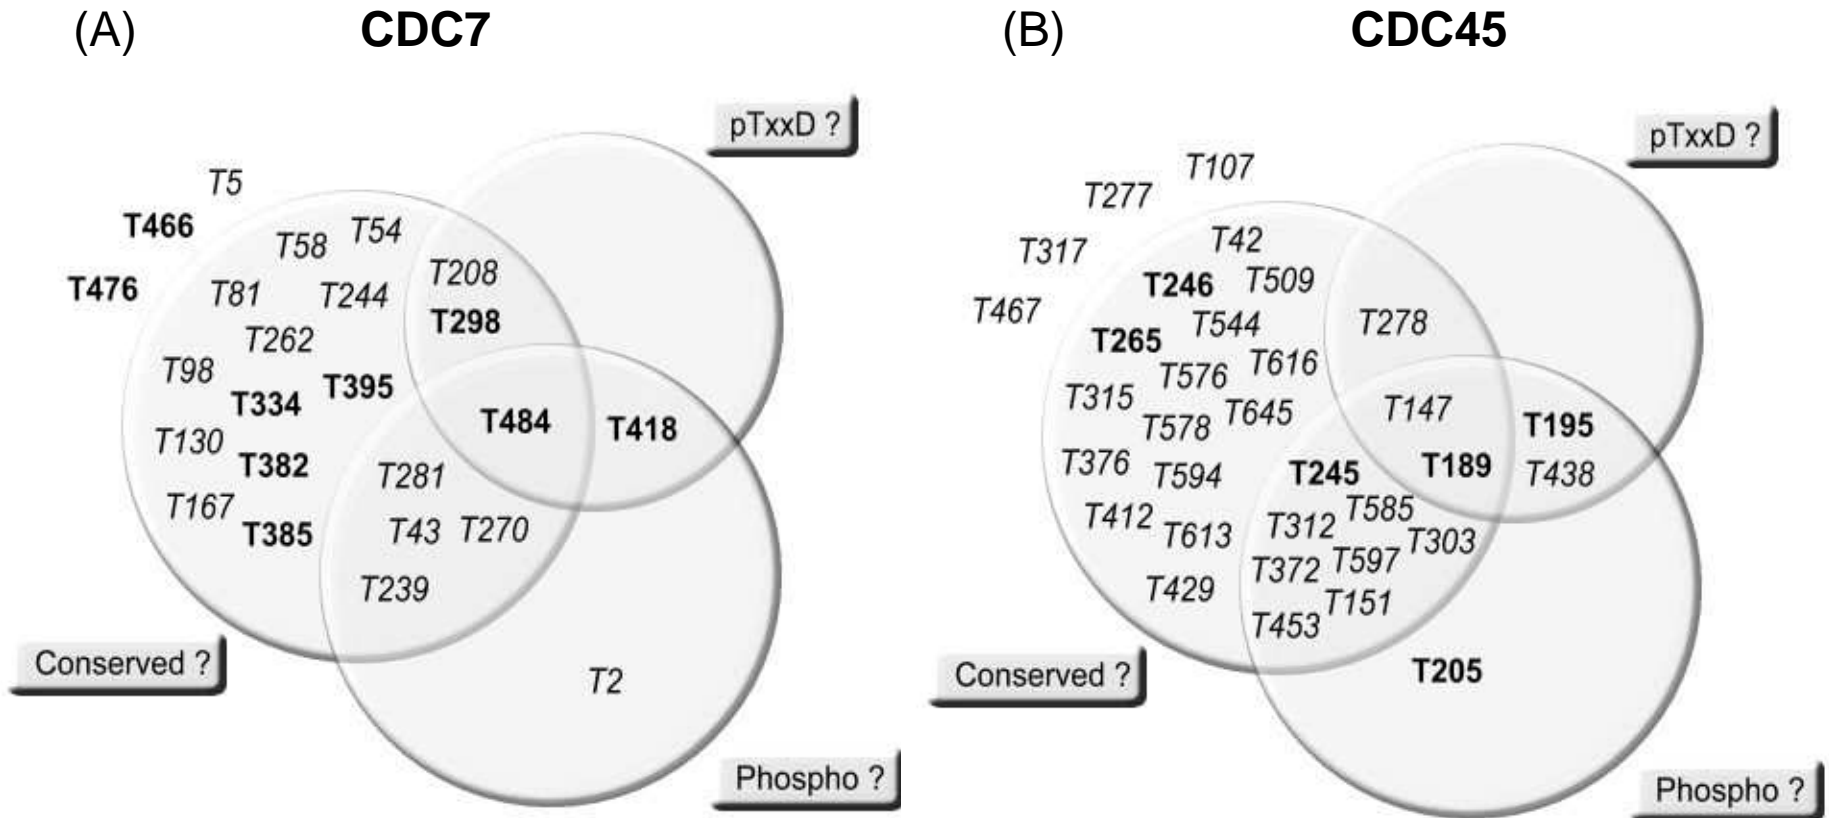 (A) CDC7
pTxxD ?
T5
T466
T54
T58
T208
T476
T81
T244
T298
T262
T98
T395
T334
T484
T418
T130
T382
T281
T167
T385
T43
T270
T239
Conserved ?
T2
Phospho ?
(B) CDC45
pTxxD ?
T107
T277
T42
T317
T246
T509
T467
T544
T278
T265
T616
T576
T315
T147
T645
T195
T578
T376
T594
T245
T189
T438
T412
T585
T613
T312
T303
T597
T372
T429
T151
T453
Conserved ?
T205
Phospho ?